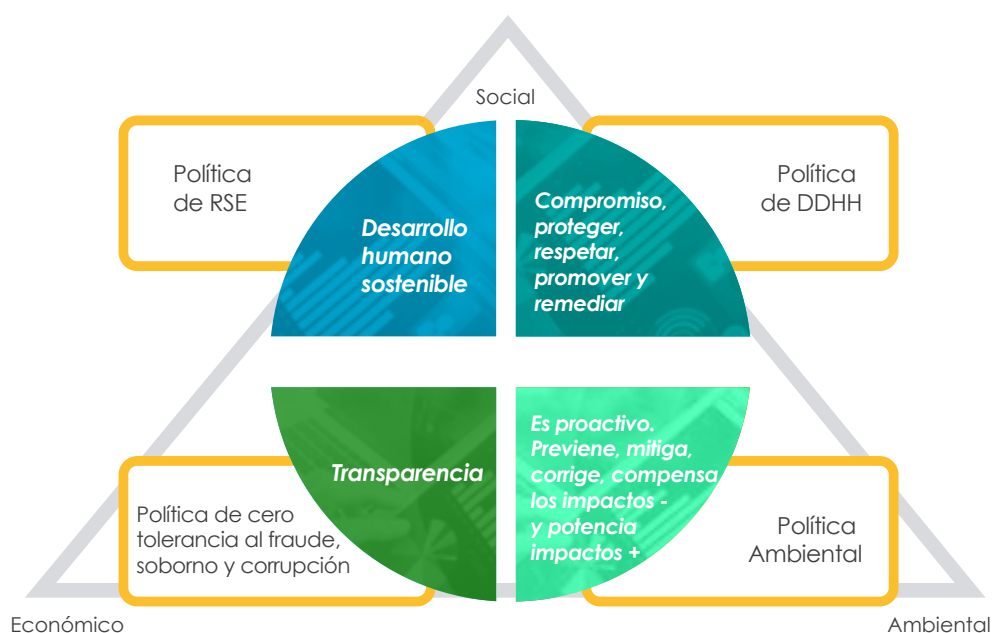 Social
Política
de RSE
Desarrollo
humano
sostenible
Compromiso,
proteger,
respetar,
promover y
remediar
Política
de DDHH
Transparencia
Política de cero
tolerancia al fraude,
soborno y corrupción
Es proactivo.
Previene, mitiga,
corrige, compensa
los impactos -
y potencia
impactos +
Política
Ambiental
Económico
Ambiental